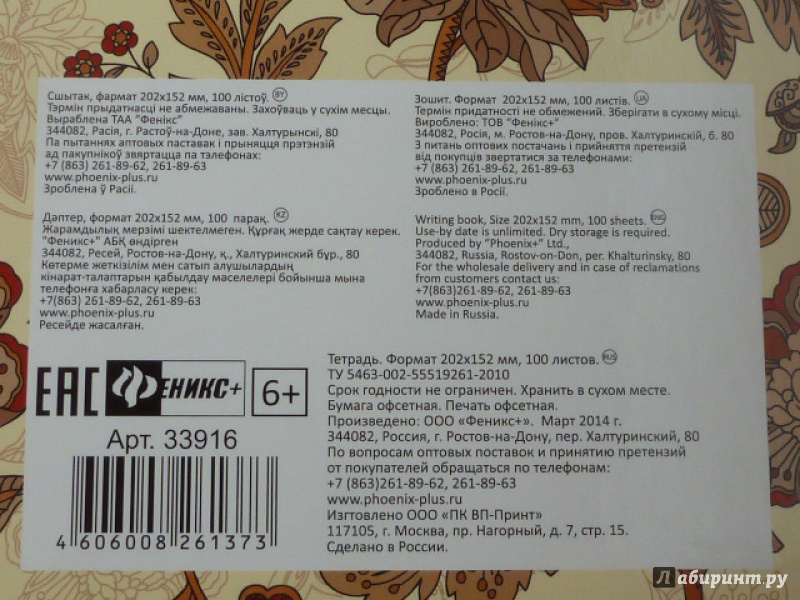 Сшытак, фармат 202x152 мм, 100 лістоў. BY
Тэрмін прыдатнасці не абмежаваны. Захоўваць у сухім месцы.
Выраблена ТАА "Фенікс"
344082, Расія, г. Растоў-на-Доне, зав. Халтурынскі, 80
Па пытаннях аптовых паставак і прыняцця прэтэнзій
ад пакупнікоў звяртацца па тэлефонах:
+7 (863) 261-89-62, 261-89-63
www.phoenix-plus.ru
Зроблена ў Расіі.
Зошит. Формат 202x152 мм, 100 листів. UA
Термін придатності не обмежений. Зберігати в сухому місці.
Вироблено: ТОВ "Фенікс+"
344082, Росія, м. Ростов-на-Дону, пров. Халтуринскій, б. 80
З питань оптових постачань і прийняття претензій
від покупців звертатися за телефонами:
+7 (863) 261-89-62, 261-89-63
www.phoenix-plus.ru
Зроблено в Росії.
Дәптер, формат 202x152 мм, 100 парақ. KZ
Жарамдылық мерзімі шектелмеген. Құрғақ жерде сақтау керек.
"Феникс+" АБҚ өндірген
344082, Ресей, Ростов-на-Дону, қ., Халтуринский бұр., 80
Көтерме жеткізілім мен сатып алушылардың
кінарат-талаптарын қабылдау мәселелері бойынша мына
телефонға хабарласу керек:
+7(863) 261-89-62, 261-89-63
www.phoenix-plus.ru
Ресейде жасалған.
Writing book, Size 202x152 mm, 100 sheets. ENG
Use-by date is unlimited. Dry storage is required.
Produced by "Phoenix+" Ltd.,
344082, Russia, Rostov-on-Don, per. Khalturinsky, 80
For the wholesale delivery and in case of reclamations
from customers contact us:
+7(863)261-89-62, 261-89-63
www.phoenix-plus.ru
Made in Russia.
EAC ФЕНИКС+ 6+
Арт. 33916
4 606008 261373
Тетрадь. Формат 202x152 мм, 100 листов. RUS
ТУ 5463-002-55519261-2010
Срок годности не ограничен. Хранить в сухом месте.
Бумага офсетная. Печать офсетная.
Произведено: ООО «Феникс+». Март 2014 г.
344082, Россия, г. Ростов-на-Дону, пер. Халтуринский, 80
По вопросам оптовых поставок и принятию претензий
от покупателей обращаться по телефонам:
+7 (863)261-89-62, 261-89-63
www.phoenix-plus.ru
Изгтовлено ООО «ПК ВП-Принт»
117105, г. Москва, пр. Нагорный, д. 7, стр. 15.
Сделано в России.
Лабиринт.ру